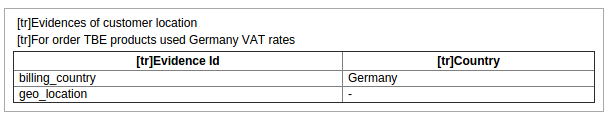 [tr]Evidences of customer location
[tr]For order TBE products used Germany VAT rates
[tr]Evidence Id [tr]Country
billing_country Germany
geo_location -